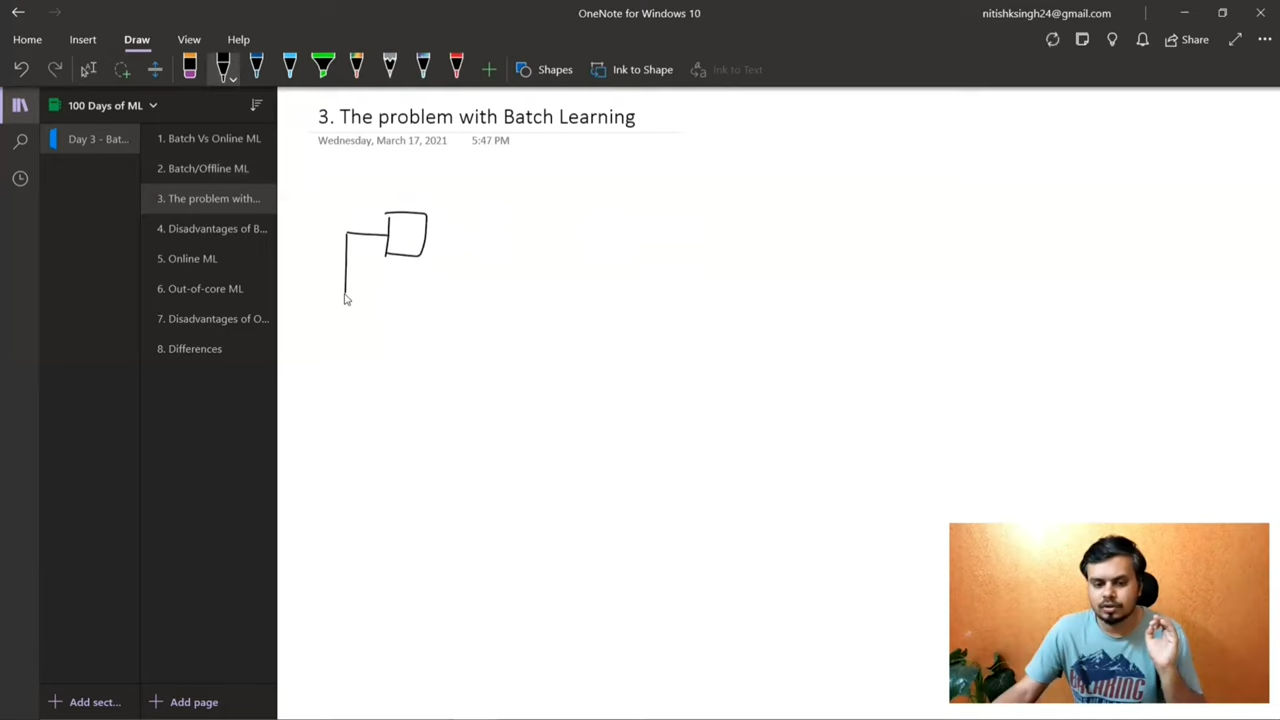 OneNote for Windows 10
nitishksingh24@gmail.com
Home
Insert
Draw
View
Help
Share
Shapes
Ink to Shape
Ink to Text
100 Days of ML
Day 3 - Bat...
1. Batch Vs Online ML
2. Batch/Offline ML
3. The problem with...
4. Disadvantages of B...
5. Online ML
6. Out-of-core ML
7. Disadvantages of O...
8. Differences
3. The problem with Batch Learning
Wednesday, March 17, 2021
5:47 PM
Add sect...
Add page